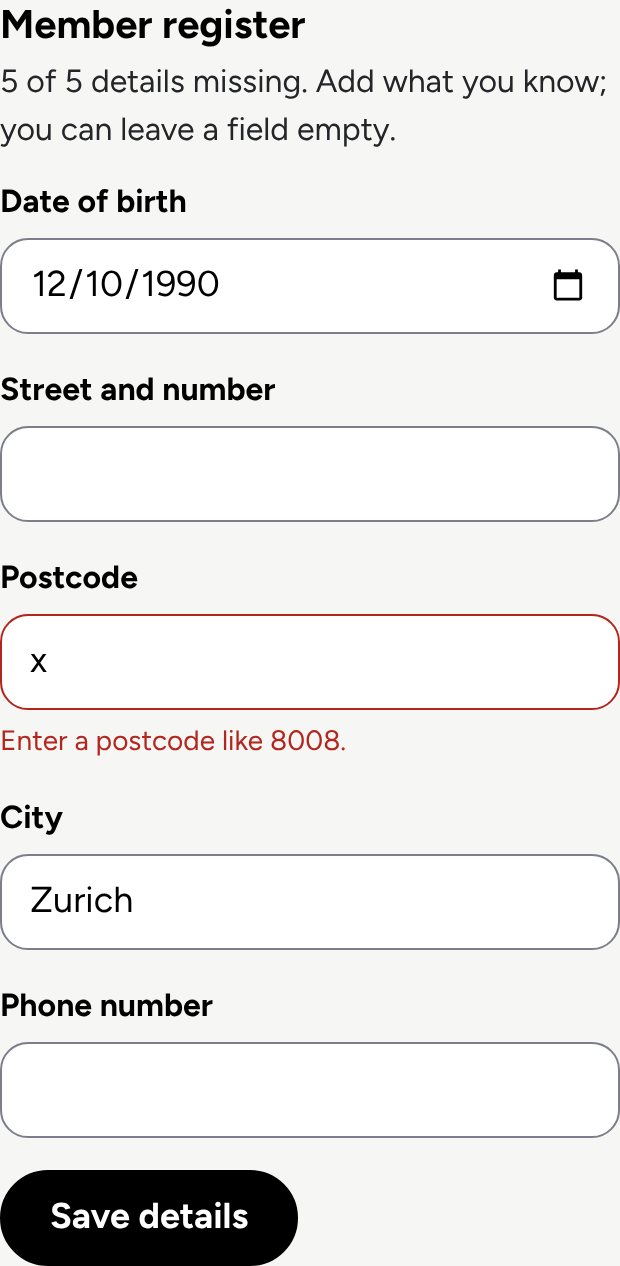 Member register
5 of 5 details missing. Add what you know;
you can leave a field empty.
Date of birth
12/10/1990
Street and number
Postcode
x
Enter a postcode like 8008.
City
Zurich
Phone number
Save details